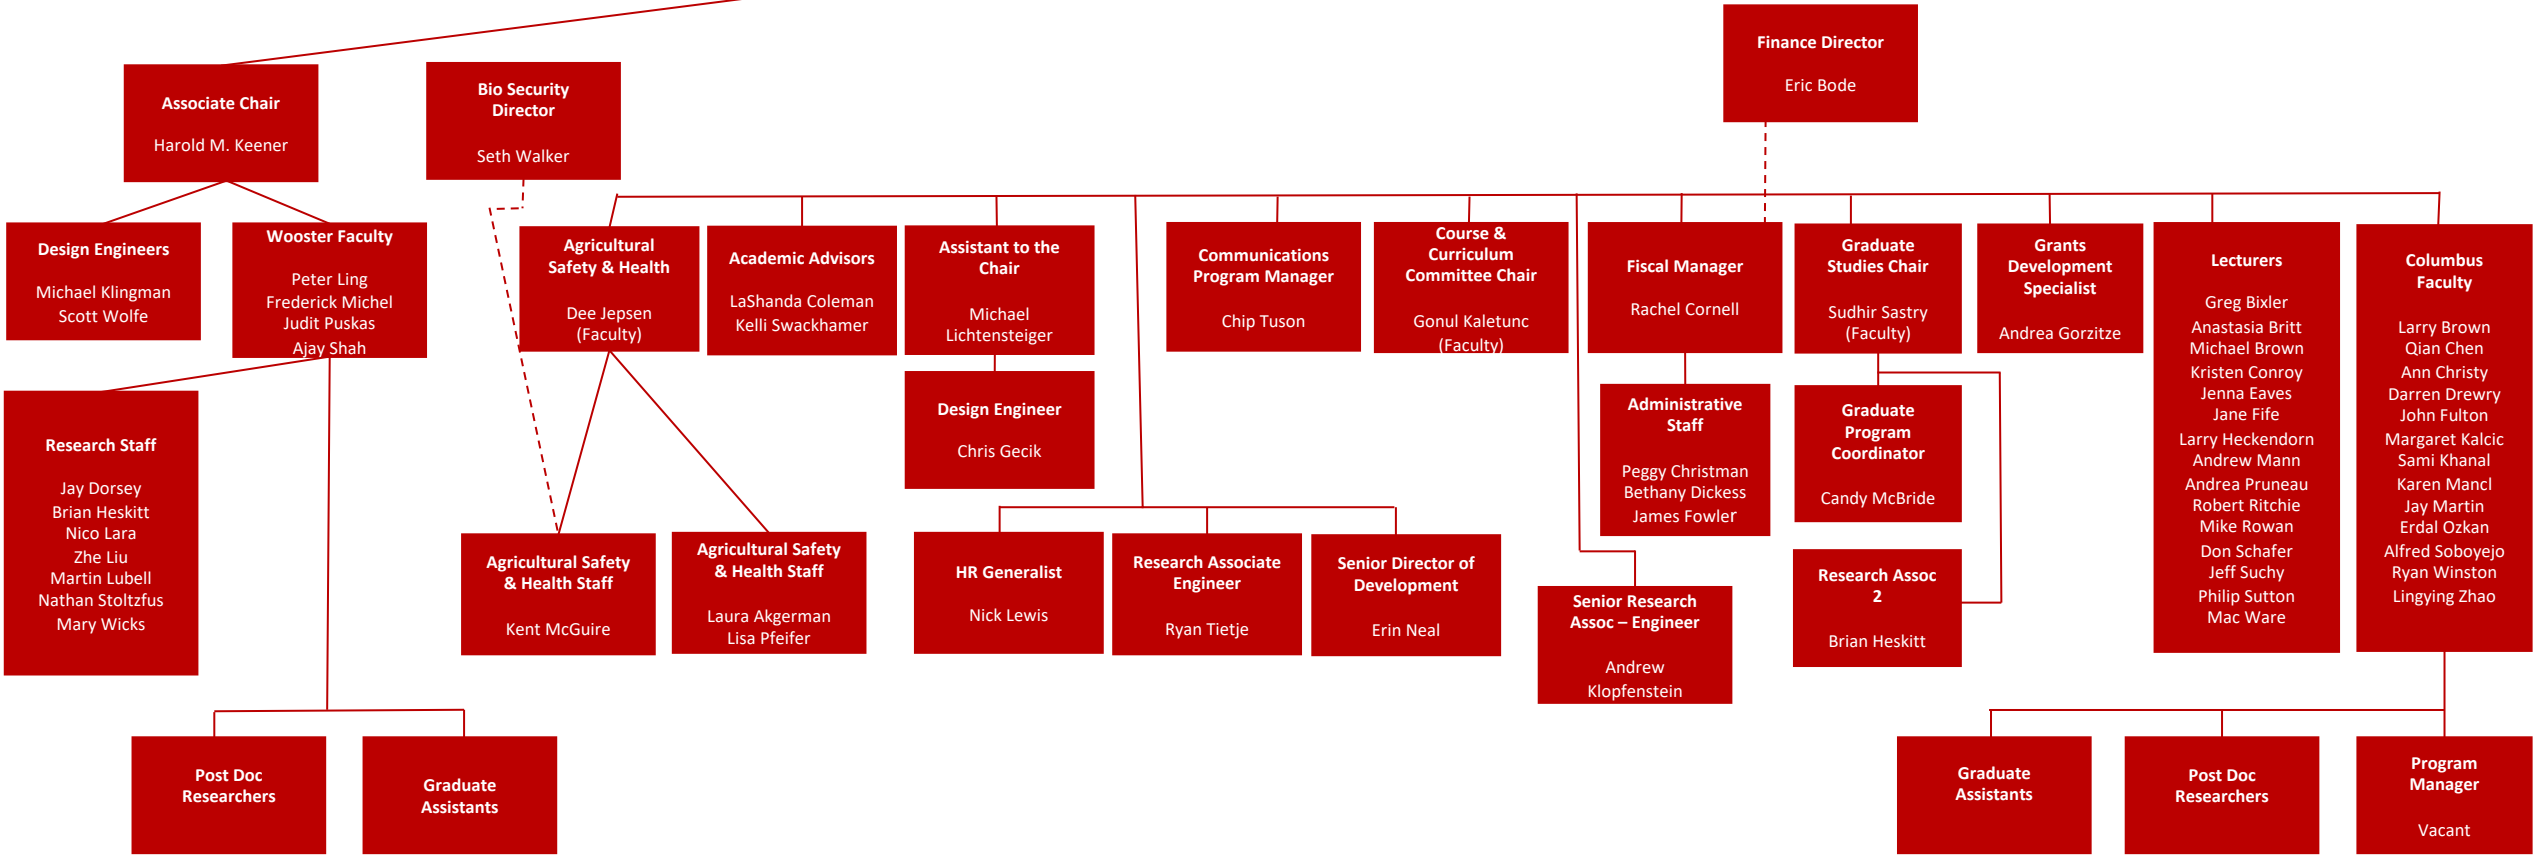 Finance Director
Eric Bode
Associate Chair
Harold M. Keener
Bio Security
Director
Seth Walker
Design Engineers
Michael Klingman
Scott Wolfe
Wooster Faculty
Peter Ling
Frederick Michel
Judit Puskas
Ajay Shah
Agricultural
Safety & Health
Dee Jepsen
(Faculty)
Academic Advisors
LaShanda Coleman
Kelli Swackhamer
Assistant to the
Chair
Michael
Lichtensteiger
Communications
Program Manager
Chip Tuson
Course &
Curriculum
Committee Chair
Gonul Kaletunc
(Faculty)
Fiscal Manager
Rachel Cornell
Graduate
Studies Chair
Sudhir Sastry
(Faculty)
Grants
Development
Specialist
Andrea Gorzitze
Lecturers
Greg Bixler
Anastasia Britt
Michael Brown
Kristen Conroy
Jenna Eaves
Jane Fife
Larry Heckendorn
Andrew Mann
Andrea Pruneau
Robert Ritchie
Mike Rowan
Don Schafer
Jeff Suchy
Philip Sutton
Mac Ware
Columbus
Faculty
Larry Brown
Qian Chen
Ann Christy
Darren Drewry
John Fulton
Margaret Kalcic
Sami Khanal
Karen Mancl
Jay Martin
Erdal Ozkan
Alfred Soboyejo
Ryan Winston
Lingying Zhao
Research Staff
Jay Dorsey
Brian Heskitt
Nico Lara
Zhe Liu
Martin Lubell
Nathan Stoltzfus
Mary Wicks
Design Engineer
Chris Gecik
Administrative
Staff
Peggy Christman
Bethany Dickess
James Fowler
Graduate
Program
Coordinator
Candy McBride
Agricultural Safety
& Health Staff
Kent McGuire
Agricultural Safety
& Health Staff
Laura Akgerman
Lisa Pfeifer
HR Generalist
Nick Lewis
Research Associate
Engineer
Ryan Tietje
Senior Director of
Development
Erin Neal
Senior Research
Assoc – Engineer
Andrew
Klopfenstein
Research Assoc
2
Brian Heskitt
Post Doc
Researchers
Graduate
Assistants
Graduate
Assistants
Post Doc
Researchers
Program
Manager
Vacant